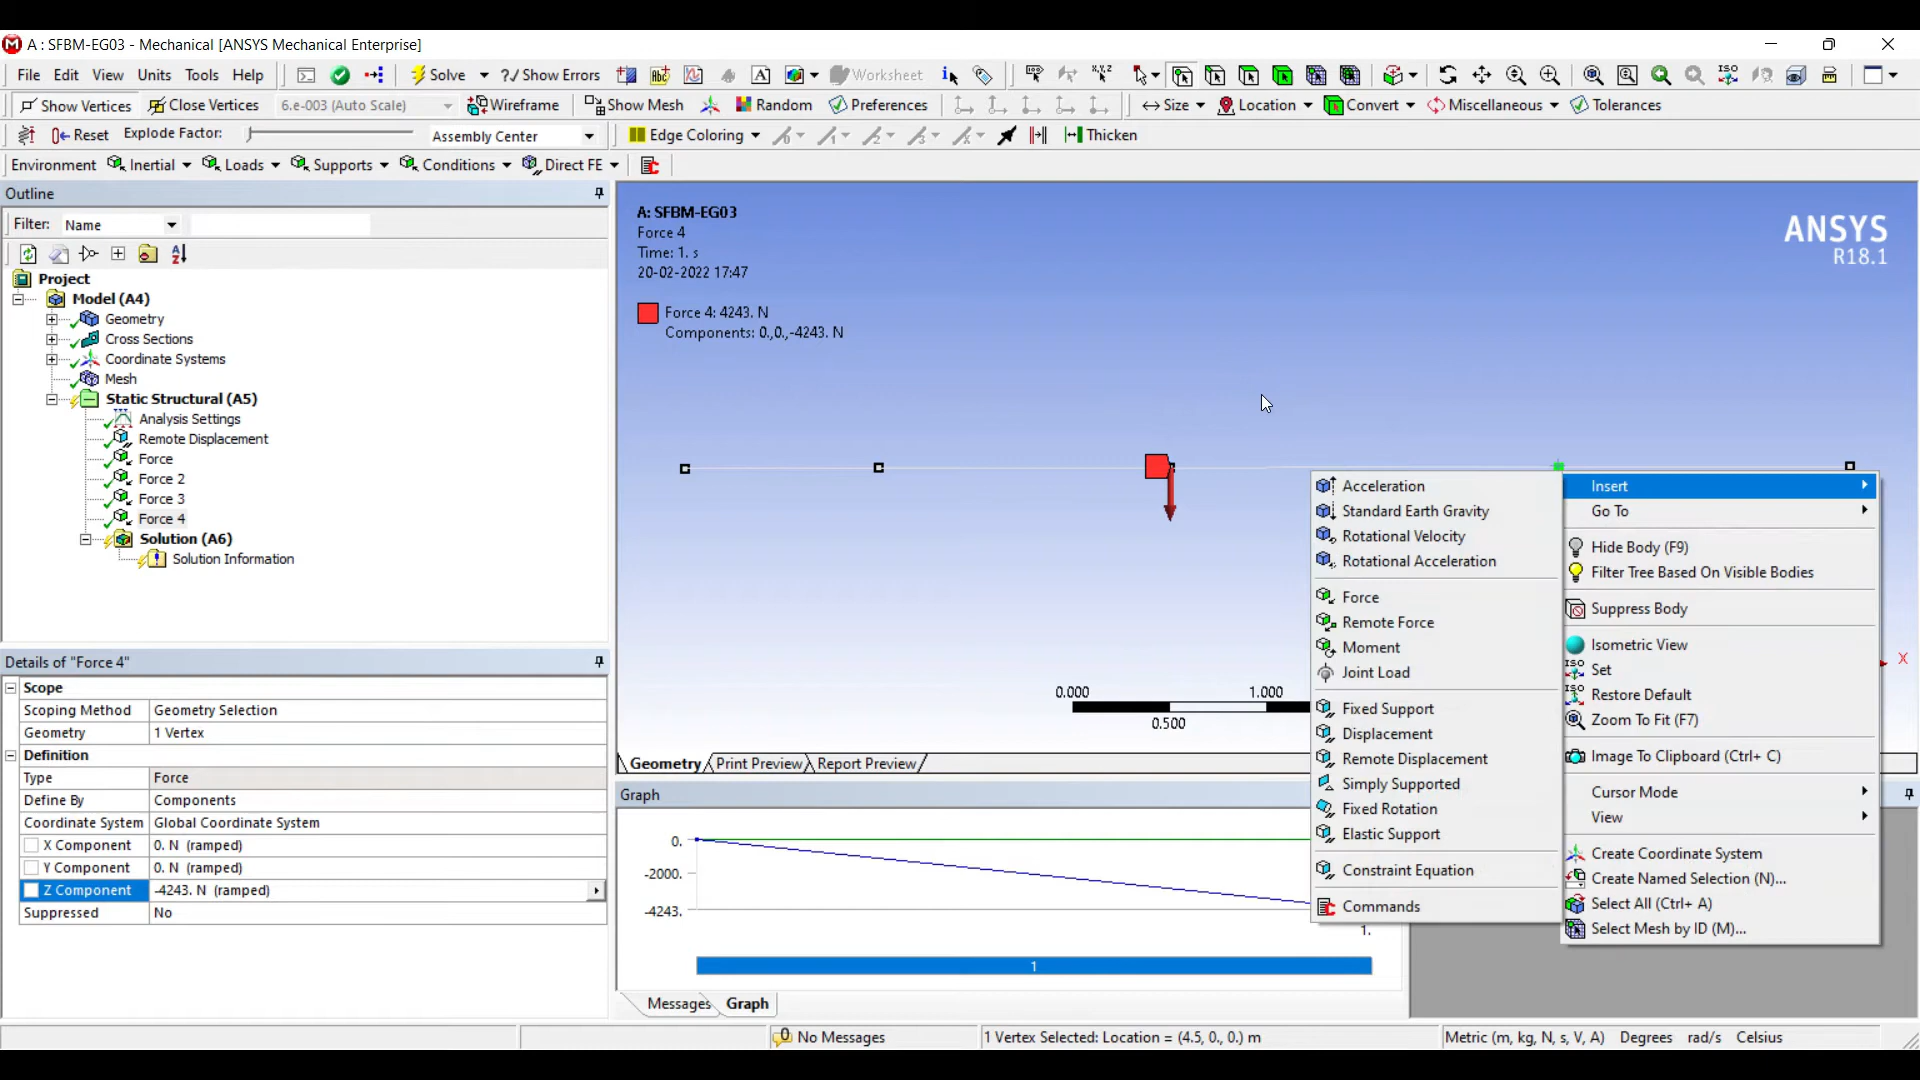 A : SFBM-EG03 - Mechanical [ANSYS Mechanical Enterprise]
File Edit View Units Tools Help Solve ?/ Show Errors Worksheet
Show Vertices Close Vertices 6.e-003 (Auto Scale) Wireframe Show Mesh Random Preferences Size Location Convert Miscellaneous Tolerances
Reset Explode Factor: Assembly Center Edge Coloring Thicken
Environment Inertial Loads Supports Conditions Direct FE
Outline
Filter: Name
Project
Model (A4)
Geometry
Cross Sections
Coordinate Systems
Mesh
Static Structural (A5)
Analysis Settings
Remote Displacement
Force
Force 2
Force 3
Force 4
Solution (A6)
Solution Information
Details of "Force 4"
Scope
Scoping Method Geometry Selection
Geometry 1 Vertex
Definition
Type Force
Define By Components
Coordinate System Global Coordinate System
X Component 0. N (ramped)
Y Component 0. N (ramped)
Z Component -4243. N (ramped)
Suppressed No
A: SFBM-EG03
Force 4
Time: 1. s
20-02-2022 17:47
Force 4: 4243. N
Components: 0.,0.,-4243. N
ANSYS
R18.1
X
0.000 1.000
0.500
Geometry Print Preview Report Preview
Graph
0.
-2000.
-4243.
1.
1
Messages Graph
Acceleration
Standard Earth Gravity
Rotational Velocity
Rotational Acceleration
Force
Remote Force
Moment
Joint Load
Fixed Support
Displacement
Remote Displacement
Simply Supported
Fixed Rotation
Elastic Support
Constraint Equation
Commands
Insert
Go To
Hide Body (F9)
Filter Tree Based On Visible Bodies
Suppress Body
Isometric View
Set
Restore Default
Zoom To Fit (F7)
Image To Clipboard (Ctrl+ C)
Cursor Mode
View
Create Coordinate System
Create Named Selection (N)...
Select All (Ctrl+ A)
Select Mesh by ID (M)...
No Messages 1 Vertex Selected: Location = (4.5, 0., 0.) m Metric (m, kg, N, s, V, A) Degrees rad/s Celsius